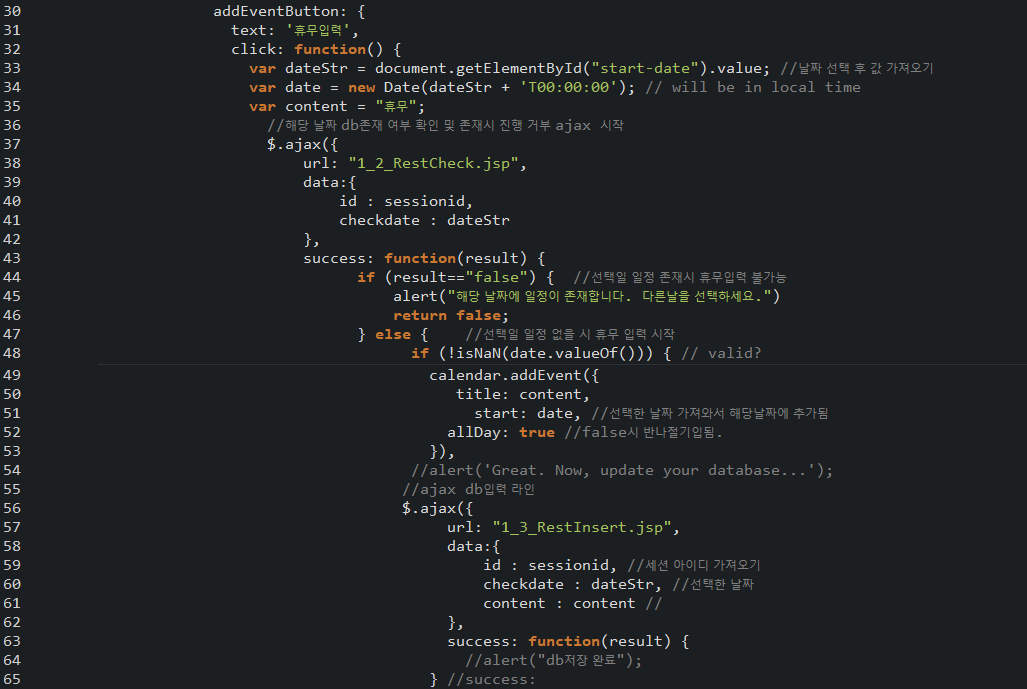 30 addEventButton: {
31 text: '휴무입력',
32 click: function() {
33 var dateStr = document.getElementById("start-date").value; //날짜 선택 후 값 가져오기
34 var date = new Date(dateStr + 'T00:00:00'); // will be in local time
35 var content = "휴무";
36 //해당 날짜 db존재 여부 확인 및 존재시 진행 거부 ajax 시작
37 $.ajax({
38 url: "1_2_RestCheck.jsp",
39 data:{
40 id : sessionid,
41 checkdate : dateStr
42 },
43 success: function(result) {
44 if (result=="false") { //선택일 일정 존재시 휴무입력 불가능
45 alert("해당 날짜에 일정이 존재합니다. 다른날을 선택하세요.")
46 return false;
47 } else { //선택일 일정 없을 시 휴무 입력 시작
48 if (!isNaN(date.valueOf())) { // valid?
49 calendar.addEvent({
50 title: content,
51 start: date, //선택한 날짜 가져와서 해당날짜에 추가됨
52 allDay: true //false시 반나절기입됨.
53 }),
54 //alert('Great. Now, update your database...');
55 //ajax db입력 라인
56 $.ajax({
57 url: "1_3_RestInsert.jsp",
58 data:{
59 id : sessionid, //세션 아이디 가져오기
60 checkdate : dateStr, //선택한 날짜
61 content : content //
62 },
63 success: function(result) {
64 //alert("db저장 완료");
65 } //success: